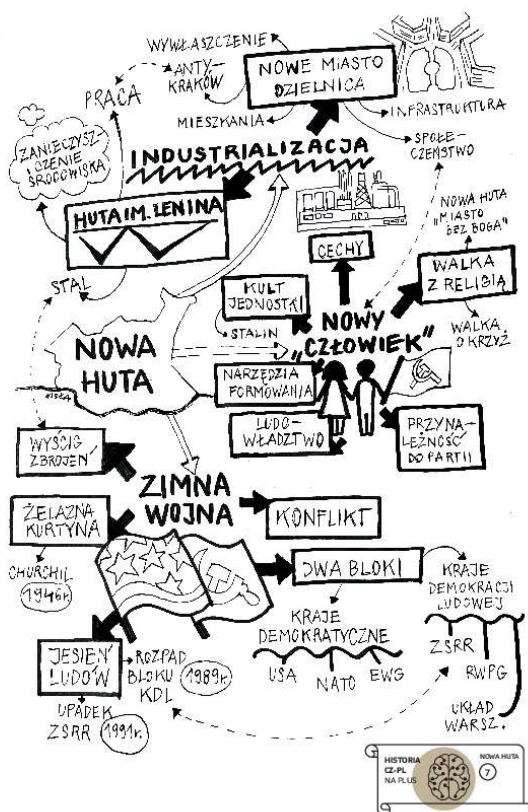 WYWŁASZCZENIE
ANTY-
KRAKÓW
PRACA
NOWE MIASTO
DZIELNICA
MIESZKANIA
INFRASTRUKTURA
SPOŁE-
CZEŃSTWO
INDUSTRIALIZACJA
ZANIECZYSZ-
CZENIE
ŚRODOWISKA
HUTA IM. LENINA
STAL
CECHY
NOWA HUTA
"MIASTO
BEZ BOGA"
WALKA
Z RELIGIĄ
WALKA
O KRZYŻ
KULT
JEDNOSTKI
STALIN
NOWY
"CZŁOWIEK"
NOWA
HUTA
WISŁA
NARZĘDZIA
FORMOWANIA
LUDO-
WŁADZTWO
PRZYNA-
LEŻNOŚĆ
DO PARTII
WYŚCIG
ZBROJEŃ
ZIMNA
WOJNA
KONFLIKT
ŻELAZNA
KURTYNA
CHURCHIL
1946r.
DWA BLOKI
KRAJE
DEMOKRATYCZNE
USA
NATO
EWG
KRAJE
DEMOKRACJI
LUDOWEJ
ZSRR
RWPG
UKŁAD
WARSZ.
JESIEŃ
LUDÓW
ROZPAD
BLOKU
KDL
1989r.
UPADEK
ZSRR
1991r.
HISTORIA
CZ-PL
NA PLUS
NOWA HUTA
7